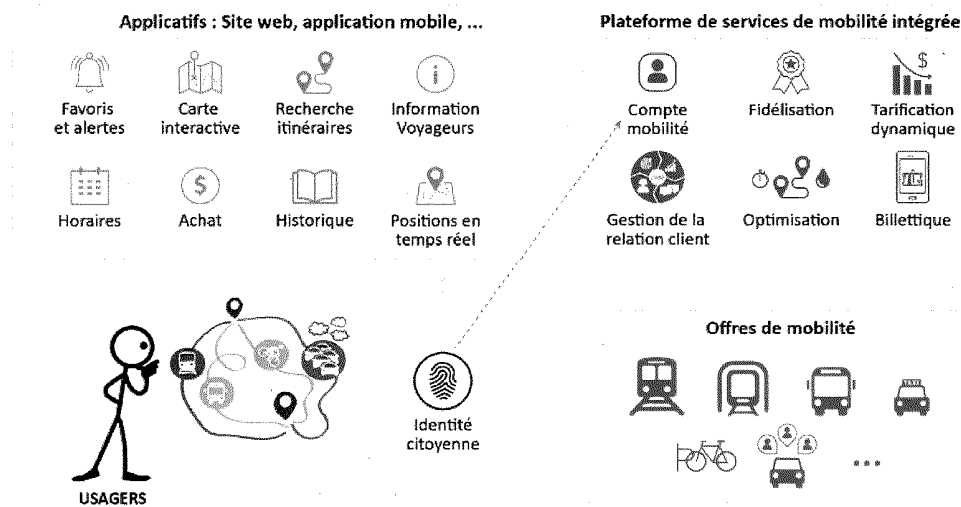 Applicatifs : Site web, application mobile, ...
Favoris
et alertes
Carte
interactive
Recherche
itinéraires
Information
Voyageurs
Horaires
Achat
Historique
Positions en
temps réel
Plateforme de services de mobilité intégrée
Compte
mobilité
Fidélisation
Tarification
dynamique
Gestion de la
relation client
Optimisation
Billettique
USAGERS
Identité
citoyenne
Offres de mobilité
TAXI
...